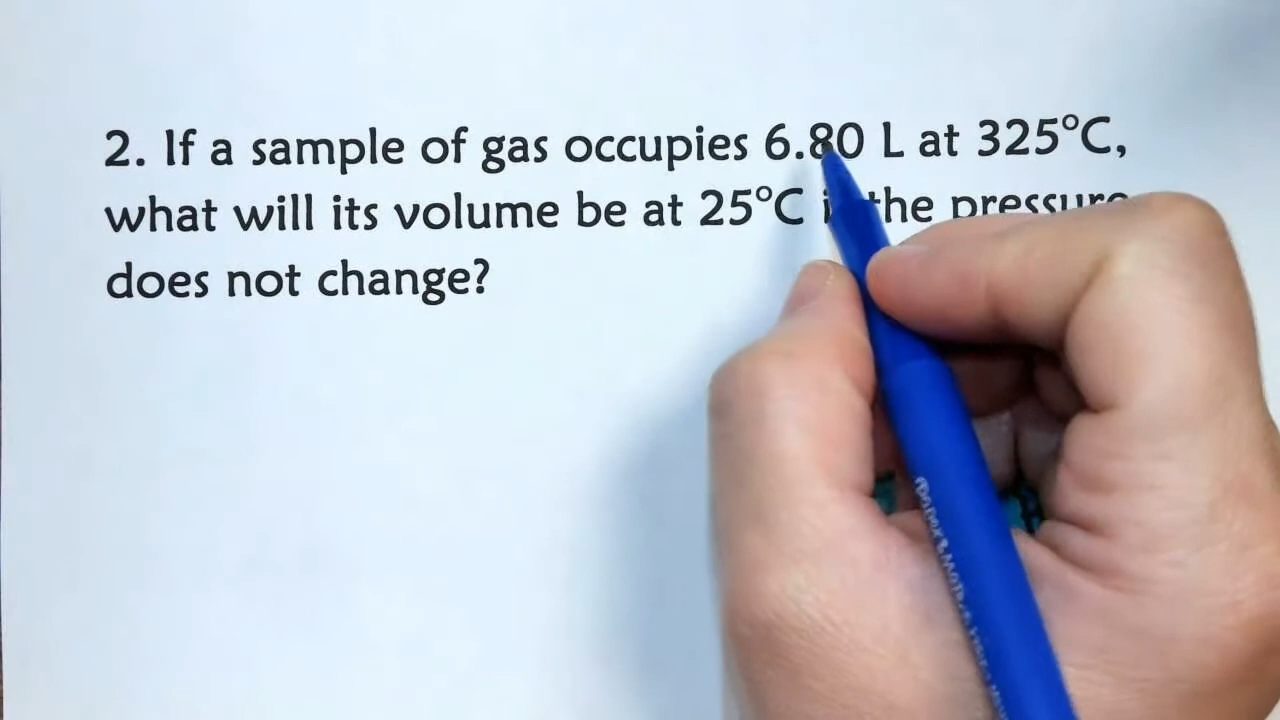 2. If a sample of gas occupies 6.80 L at 325°C,
what will its volume be at 25°C the pressure
does not change?